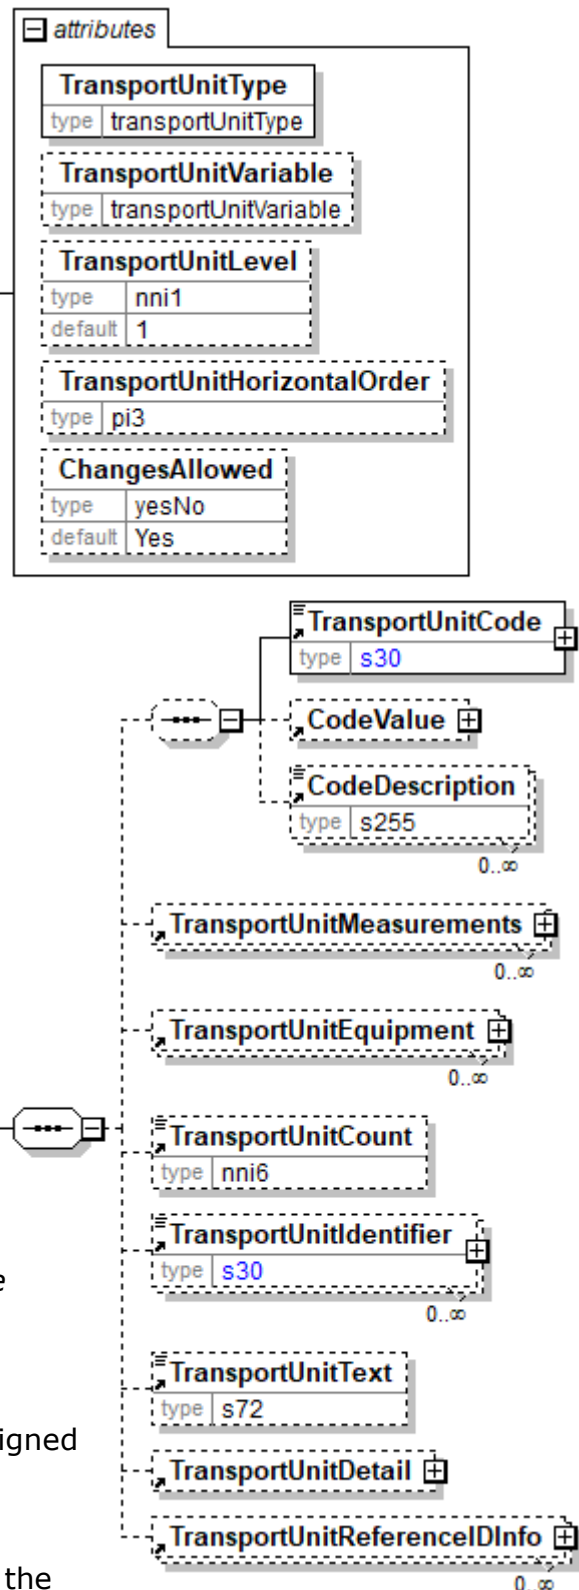 attributes
TransportUnitType
type transportUnitType
TransportUnitVariable
type transportUnitVariable
TransportUnitLevel
type nni1
default 1
TransportUnitHorizontalOrder
type pi3
ChangesAllowed
type yesNo
default Yes
TransportUnitCode
type s30
CodeValue
CodeDescription
type s255
0..∞
TransportUnitMeasurements
0..∞
TransportUnitEquipment
0..∞
TransportUnitCount
type nni6
TransportUnitIdentifier
type s30
e
0..∞
TransportUnitText
type s72
igned
TransportUnitDetail
TransportUnitReferenceIDInfo
the
0..∞